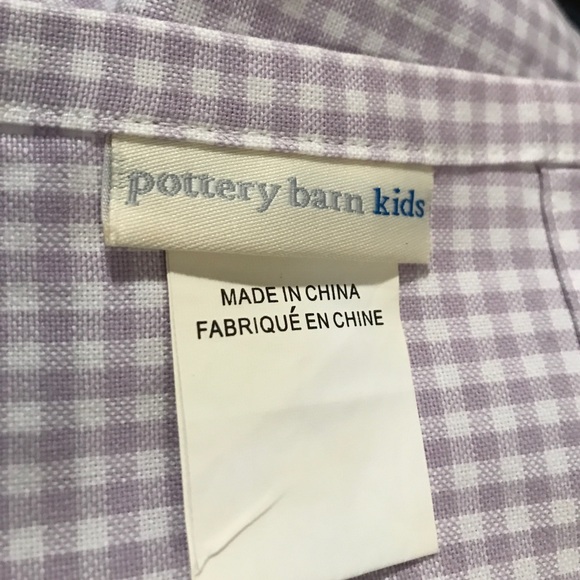 pottery barn kids
MADE IN CHINA
FABRIQUÉ EN CHINE